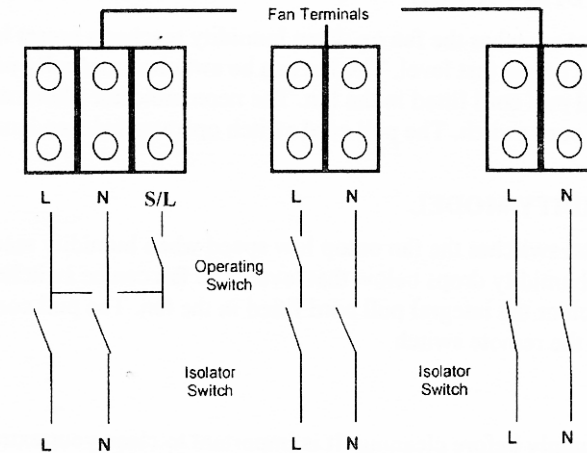 Fan Terminals
L N S/L L N L N
Operating
Switch
Isolator
Switch
Isolator
Switch
L N L N L N